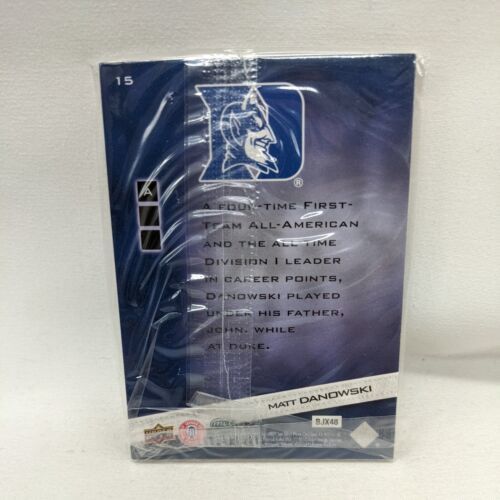 15
A
®
A FOUR-TIME FIRST-
TEAM ALL-AMERICAN
AND THE ALL TIME
DIVISION I LEADER
IN CAREER POINTS,
DANOWSKI PLAYED
UNDER HIS FATHER,
JOHN, WHILE
AT DUKE.
MATT DANOWSKI
BJX48